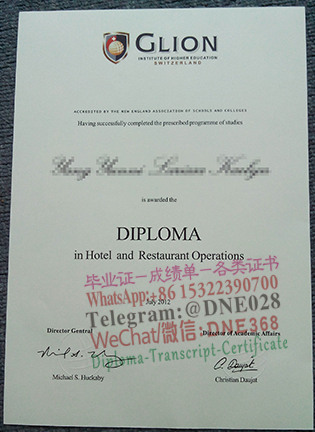 GLION
INSTITUTE OF HIGHER EDUCATION
SWITZERLAND
ACCREDITED BY THE NEW ENGLAND ASSOCIATION OF SCHOOLS AND COLLEGES
Having successfully completed the prescribed programme of studies
is awarded the
DIPLOMA
in Hotel and Restaurant Operations
毕业证一成绩单一各类证书
WhatsApp:+86 15322390700
July 2012
Telegram:@DNE028
Director General
Director of Academic Affairs
WeChat/微信:DNE368
Diploma-Transcript-Certificate
Michael S. Huckaby
Christian Daujat